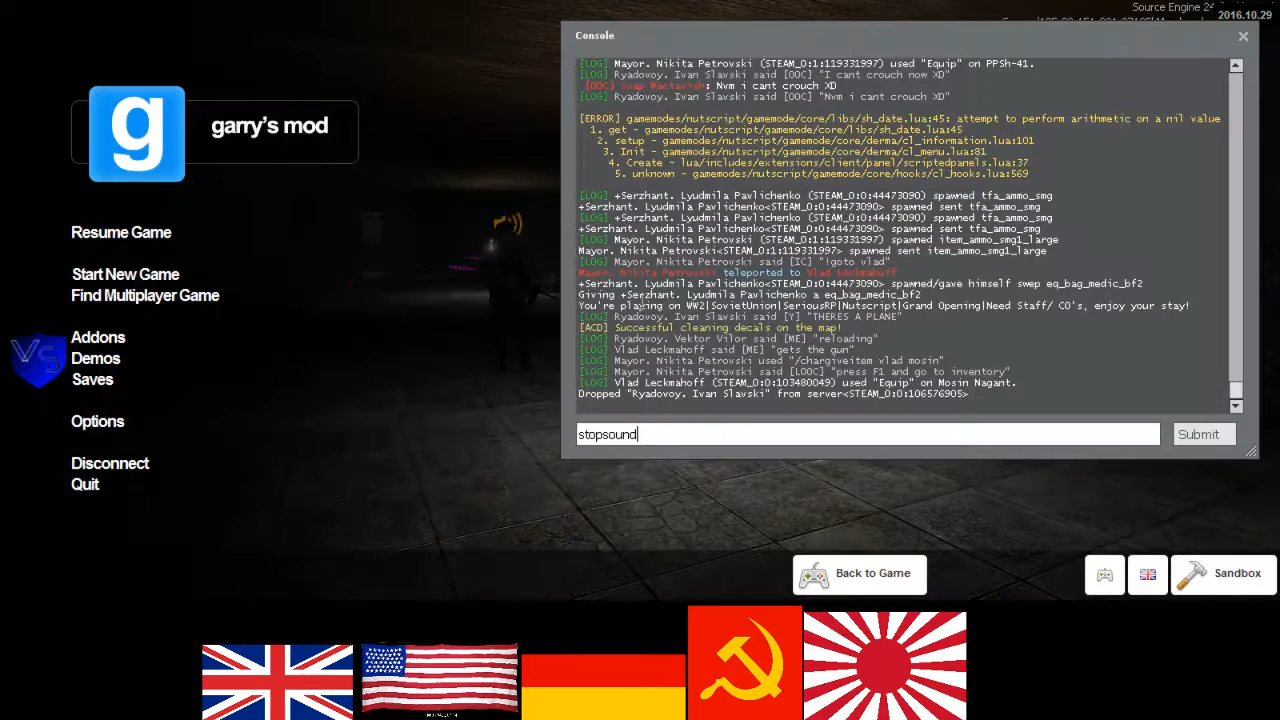 Source Engine 24
2016.10.29
garry's mod
Resume Game
Start New Game
Find Multiplayer Game
Addons
Demos
Saves
Options
Disconnect
Quit
Console
[LOG] Mayor. Nikita Petrovski (STEAM_0:1:119331997) used "Equip" on PPSh-41.
[LOG] Ryadovoy. Ivan Slavski said [OOC] "I cant crouch now XD"
[OOC] Soap Mactavish: Nvm i cant crouch XD
[LOG] Ryadovoy. Ivan Slavski said [OOC] "Nvm i cant crouch XD"
[ERROR] gamemodes/nutscript/gamemode/core/libs/sh_date.lua:45: attempt to perform arithmetic on a nil value
1. get - gamemodes/nutscript/gamemode/core/libs/sh_date.lua:45
2. setup - gamemodes/nutscript/gamemode/core/derma/cl_information.lua:101
3. Init - gamemodes/nutscript/gamemode/core/derma/cl_menu.lua:81
4. Create - lua/includes/extensions/client/panel/scriptedpanels.lua:37
5. unknown - gamemodes/nutscript/gamemode/core/hooks/cl_hooks.lua:569
[LOG] +Serzhant. Lyudmila Pavlichenko (STEAM_0:0:44473090) spawned tfa_ammo_smg
+Serzhant. Lyudmila Pavlichenko<STEAM_0:0:44473090> spawned sent tfa_ammo_smg
[LOG] +Serzhant. Lyudmila Pavlichenko (STEAM_0:0:44473090) spawned tfa_ammo_smg
+Serzhant. Lyudmila Pavlichenko<STEAM_0:0:44473090> spawned sent tfa_ammo_smg
[LOG] Mayor. Nikita Petrovski (STEAM_0:1:119331997) spawned item_ammo_smg1_large
Mayor. Nikita Petrovski<STEAM_0:1:119331997> spawned sent item_ammo_smg1_large
[LOG] Mayor. Nikita Petrovski said [IC] "!goto vlad"
Mayor. Nikita Petrovski teleported to Vlad Leckmahoff
+Serzhant. Lyudmila Pavlichenko<STEAM_0:0:44473090> spawned/gave himself swep eq_bag_medic_bf2
Giving +Serzhant. Lyudmila Pavlichenko a eq_bag_medic_bf2
You're playing on WW2|SovietUnion|SeriousRP|Nutscript|Grand Opening|Need Staff/ CO's, enjoy your stay!
[LOG] Ryadovoy. Ivan Slavski said [Y] "THERES A PLANE"
[ACD] Successful cleaning decals on the map!
[LOG] Ryadovoy. Vektor Vilor said [ME] "reloading"
[LOG] Vlad Leckmahoff said [ME] "gets the gun"
[LOG] Mayor. Nikita Petrovski used "/chargiveitem vlad mosin"
[LOG] Mayor. Nikita Petrovski said [LOOC] "press F1 and go to inventory"
[LOG] Vlad Leckmahoff (STEAM_0:0:103480049) used "Equip" on Mosin Nagant.
Dropped "Ryadovoy. Ivan Slavski" from server<STEAM_0:0:106576905>
stopsound
Submit
Back to Game
Sandbox